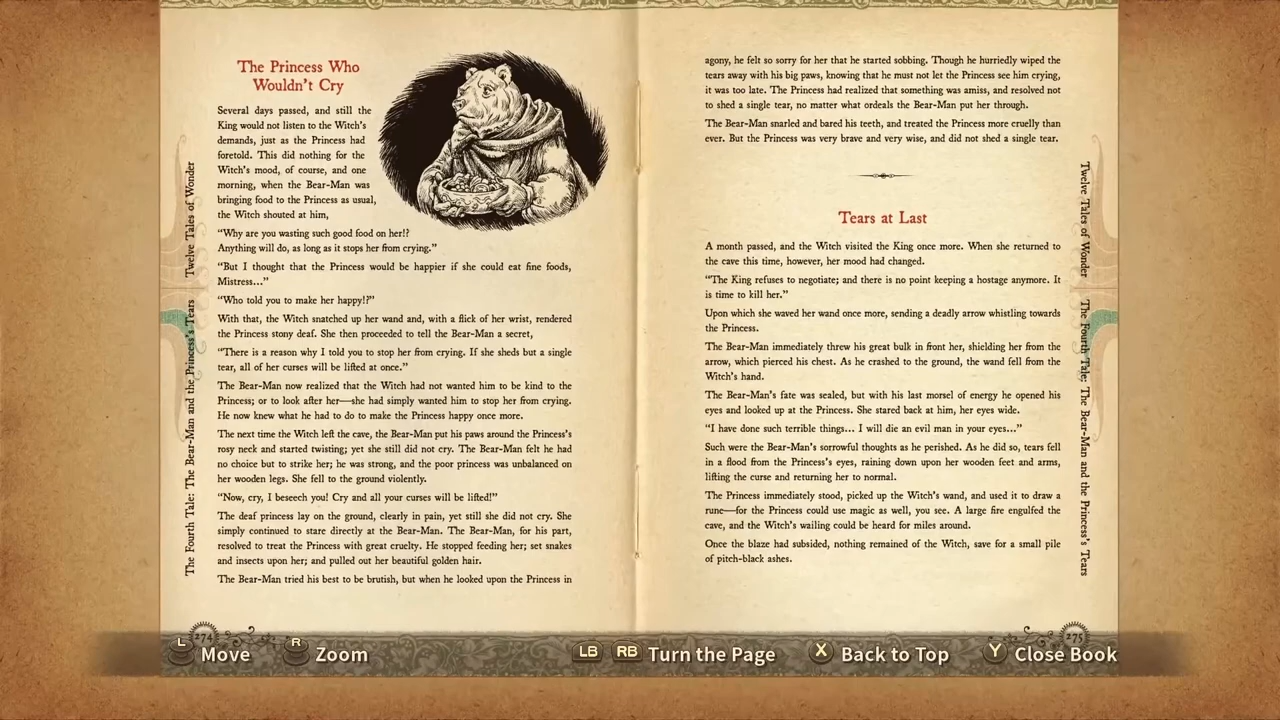 The Princess Who
Wouldn't Cry
Several days passed, and still the
King would not listen to the Witch's
demands, just as the Princess had
foretold. This did nothing for the
Witch's mood, of course, and one
morning, when the Bear-Man was
bringing food to the Princess as usual,
the Witch shouted at him,
“Why are you wasting such good food on her!?
Anything will do, as long as it stops her from crying.”
“But I thought that the Princess would be happier if she could eat fine foods,
Mistress...”
“Who told you to make her happy!?”
With that, the Witch snatched up her wand and, with a flick of her wrist, rendered
the Princess stony deaf. She then proceeded to tell the Bear-Man a secret,
“There is a reason why I told you to stop her from crying. If she sheds but a single
tear, all of her curses will be lifted at once.”
The Bear-Man now realized that the Witch had not wanted him to be kind to the
Princess; or to look after her—she had simply wanted him to stop her from crying.
He now knew what he had to do to make the Princess happy once more.
The next time the Witch left the cave, the Bear-Man put his paws around the Princess's
rosy neck and started twisting; yet she still did not cry. The Bear-Man felt he had
no choice but to strike her; he was strong, and the poor princess was unbalanced on
her wooden legs. She fell to the ground violently.
“Now, cry, I beseech you! Cry and all your curses will be lifted!”
The deaf princess lay on the ground, clearly in pain, yet still she did not cry. She
simply continued to stare directly at the Bear-Man. The Bear-Man, for his part,
resolved to treat the Princess with great cruelty. He stopped feeding her; set snakes
and insects upon her; and pulled out her beautiful golden hair.
The Bear-Man tried his best to be brutish, but when he looked upon the Princess in
Twelve Tales of Wonder
The Fourth Tale: The Bear-Man and the Princess's Tears
274
agony, he felt so sorry for her that he started sobbing. Though he hurriedly wiped the
tears away with his big paws, knowing that he must not let the Princess see him crying,
it was too late. The Princess had realized that something was amiss, and resolved not
to shed a single tear, no matter what ordeals the Bear-Man put her through.
The Bear-Man snarled and bared his teeth, and treated the Princess more cruelly than
ever. But the Princess was very brave and very wise, and did not shed a single tear.
Tears at Last
A month passed, and the Witch visited the King once more. When she returned to
the cave this time, however, her mood had changed.
“The King refuses to negotiate; and there is no point keeping a hostage anymore. It
is time to kill her.”
Upon which she waved her wand once more, sending a deadly arrow whistling towards
the Princess.
The Bear-Man immediately threw his great bulk in front her, shielding her from the
arrow, which pierced his chest. As he crashed to the ground, the wand fell from the
Witch's hand.
The Bear-Man's fate was sealed, but with his last morsel of energy he opened his
eyes and looked up at the Princess. She stared back at him, her eyes wide.
“I have done such terrible things... I will die an evil man in your eyes...”
Such were the Bear-Man's sorrowful thoughts as he perished. As he did so, tears fell
in a flood from the Princess's eyes, raining down upon her wooden feet and arms,
lifting the curse and returning her to normal.
The Princess immediately stood, picked up the Witch's wand, and used it to draw a
rune—for the Princess could use magic as well, you see. A large fire engulfed the
cave, and the Witch's wailing could be heard for miles around.
Once the blaze had subsided, nothing remained of the Witch, save for a small pile
of pitch-black ashes.
Twelve Tales of Wonder
The Fourth Tale: The Bear-Man and the Princess's Tears
275
L Move R Zoom LB RB Turn the Page X Back to Top Y Close Book